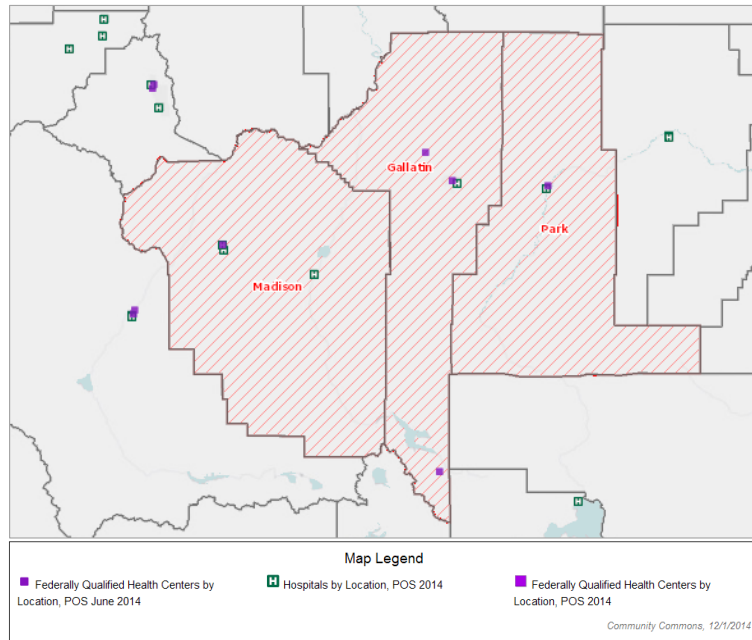 Gallatin
Park
Madison
Map Legend
Federally Qualified Health Centers by
Location, POS June 2014
H Hospitals by Location, POS 2014
Federally Qualified Health Centers by
Location, POS 2014
Community Commons, 12/1/2014